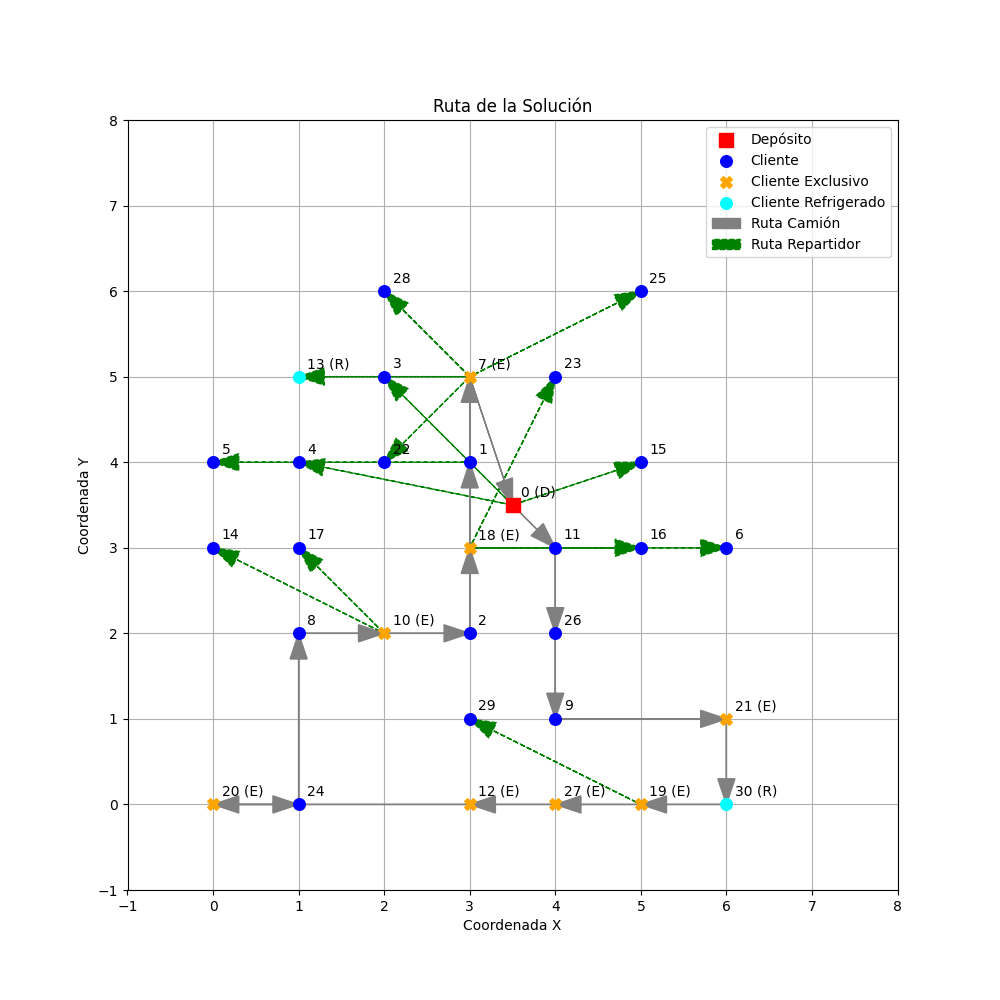 Ruta de la Solución
8
Depósito
Cliente
Cliente Exclusivo
Cliente Refrigerado
Ruta Camión
Ruta Repartidor
7
28
25
6
13 (R)
3
7 (E)
23
5
5
4
22
1
15
4
0 (D)
14
17
18 (E)
11
16
6
3
8
10 (E)
2
26
2
29
9
21 (E)
1
20 (E)
24
12 (E)
27 (E)
19 (E)
30 (R)
0
−1
−1
0
1
2
3
4
5
6
7
8
Coordenada X
Coordenada Y